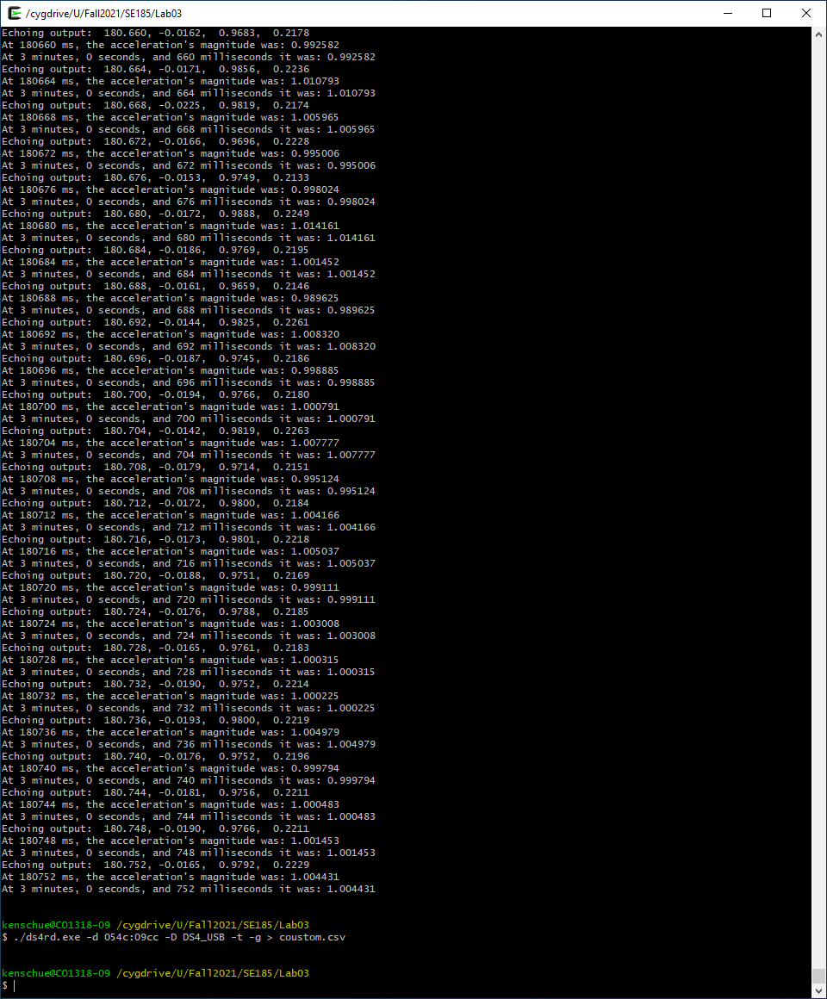 /cygdrive/U/Fall2021/SE185/Lab03
Echoing output:  180.660, -0.0162,  0.9683,  0.2178
At 180660 ms, the acceleration's magnitude was: 0.992582
At 3 minutes, 0 seconds, and 660 milliseconds it was: 0.992582
Echoing output:  180.664, -0.0171,  0.9856,  0.2236
At 180664 ms, the acceleration's magnitude was: 1.010793
At 3 minutes, 0 seconds, and 664 milliseconds it was: 1.010793
Echoing output:  180.668, -0.0225,  0.9819,  0.2174
At 180668 ms, the acceleration's magnitude was: 1.005965
At 3 minutes, 0 seconds, and 668 milliseconds it was: 1.005965
Echoing output:  180.672, -0.0166,  0.9696,  0.2228
At 180672 ms, the acceleration's magnitude was: 0.995006
At 3 minutes, 0 seconds, and 672 milliseconds it was: 0.995006
Echoing output:  180.676, -0.0153,  0.9749,  0.2133
At 180676 ms, the acceleration's magnitude was: 0.998024
At 3 minutes, 0 seconds, and 676 milliseconds it was: 0.998024
Echoing output:  180.680, -0.0172,  0.9888,  0.2249
At 180680 ms, the acceleration's magnitude was: 1.014161
At 3 minutes, 0 seconds, and 680 milliseconds it was: 1.014161
Echoing output:  180.684, -0.0186,  0.9769,  0.2195
At 180684 ms, the acceleration's magnitude was: 1.001452
At 3 minutes, 0 seconds, and 684 milliseconds it was: 1.001452
Echoing output:  180.688, -0.0161,  0.9659,  0.2146
At 180688 ms, the acceleration's magnitude was: 0.989625
At 3 minutes, 0 seconds, and 688 milliseconds it was: 0.989625
Echoing output:  180.692, -0.0144,  0.9825,  0.2261
At 180692 ms, the acceleration's magnitude was: 1.008320
At 3 minutes, 0 seconds, and 692 milliseconds it was: 1.008320
Echoing output:  180.696, -0.0187,  0.9745,  0.2186
At 180696 ms, the acceleration's magnitude was: 0.998885
At 3 minutes, 0 seconds, and 696 milliseconds it was: 0.998885
Echoing output:  180.700, -0.0194,  0.9766,  0.2180
At 180700 ms, the acceleration's magnitude was: 1.000791
At 3 minutes, 0 seconds, and 700 milliseconds it was: 1.000791
Echoing output:  180.704, -0.0142,  0.9819,  0.2263
At 180704 ms, the acceleration's magnitude was: 1.007777
At 3 minutes, 0 seconds, and 704 milliseconds it was: 1.007777
Echoing output:  180.708, -0.0179,  0.9714,  0.2151
At 180708 ms, the acceleration's magnitude was: 0.995124
At 3 minutes, 0 seconds, and 708 milliseconds it was: 0.995124
Echoing output:  180.712, -0.0172,  0.9800,  0.2184
At 180712 ms, the acceleration's magnitude was: 1.004166
At 3 minutes, 0 seconds, and 712 milliseconds it was: 1.004166
Echoing output:  180.716, -0.0173,  0.9801,  0.2218
At 180716 ms, the acceleration's magnitude was: 1.005037
At 3 minutes, 0 seconds, and 716 milliseconds it was: 1.005037
Echoing output:  180.720, -0.0188,  0.9751,  0.2169
At 180720 ms, the acceleration's magnitude was: 0.999111
At 3 minutes, 0 seconds, and 720 milliseconds it was: 0.999111
Echoing output:  180.724, -0.0176,  0.9788,  0.2185
At 180724 ms, the acceleration's magnitude was: 1.003008
At 3 minutes, 0 seconds, and 724 milliseconds it was: 1.003008
Echoing output:  180.728, -0.0165,  0.9761,  0.2183
At 180728 ms, the acceleration's magnitude was: 1.000315
At 3 minutes, 0 seconds, and 728 milliseconds it was: 1.000315
Echoing output:  180.732, -0.0190,  0.9752,  0.2214
At 180732 ms, the acceleration's magnitude was: 1.000225
At 3 minutes, 0 seconds, and 732 milliseconds it was: 1.000225
Echoing output:  180.736, -0.0193,  0.9800,  0.2219
At 180736 ms, the acceleration's magnitude was: 1.004979
At 3 minutes, 0 seconds, and 736 milliseconds it was: 1.004979
Echoing output:  180.740, -0.0176,  0.9752,  0.2196
At 180740 ms, the acceleration's magnitude was: 0.999794
At 3 minutes, 0 seconds, and 740 milliseconds it was: 0.999794
Echoing output:  180.744, -0.0181,  0.9756,  0.2211
At 180744 ms, the acceleration's magnitude was: 1.000483
At 3 minutes, 0 seconds, and 744 milliseconds it was: 1.000483
Echoing output:  180.748, -0.0190,  0.9766,  0.2211
At 180748 ms, the acceleration's magnitude was: 1.001453
At 3 minutes, 0 seconds, and 748 milliseconds it was: 1.001453
Echoing output:  180.752, -0.0165,  0.9792,  0.2229
At 180752 ms, the acceleration's magnitude was: 1.004431
At 3 minutes, 0 seconds, and 752 milliseconds it was: 1.004431
kenschue@CO1318-09 /cygdrive/U/Fall2021/SE185/Lab03
$ ./ds4rd.exe -d 054c:09cc -D DS4_USB -t -g > coustom.csv
kenschue@CO1318-09 /cygdrive/U/Fall2021/SE185/Lab03
$